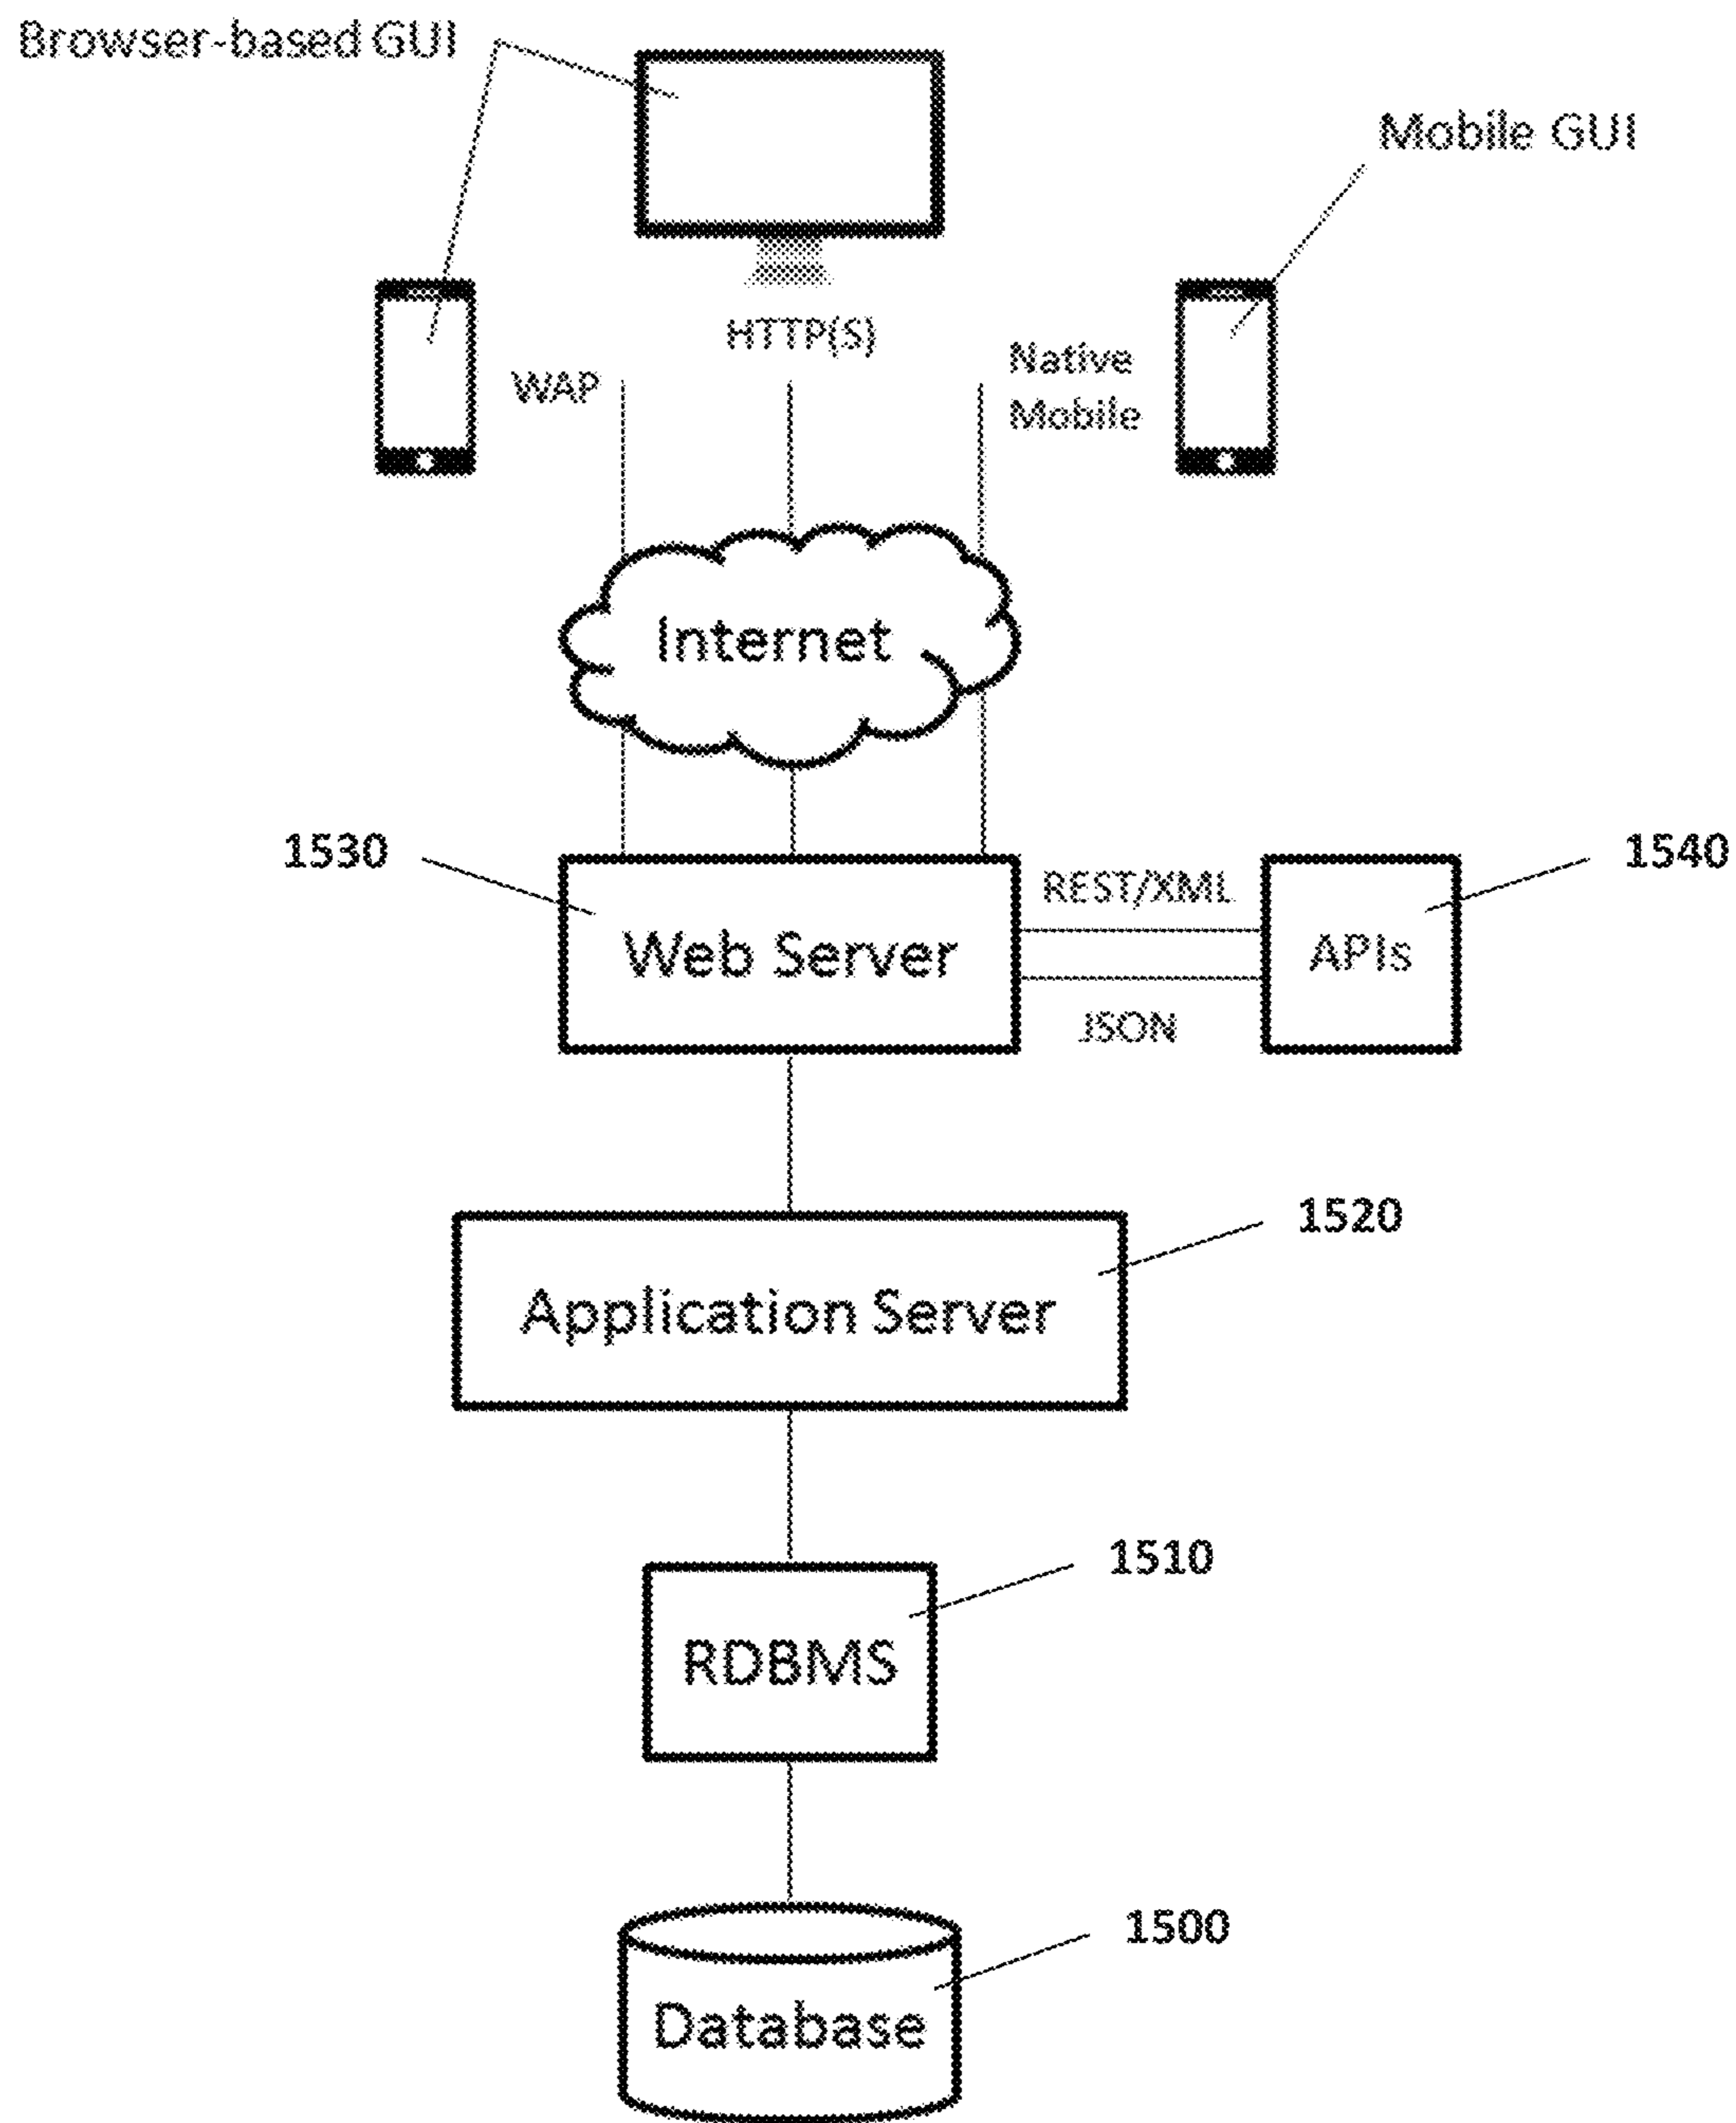 Browser-based GUI
Mobile GUI
HTTP(S)
WAP
Native
Mobile
Internet
1530
1540
REST/XML
Web Server
APIs
JSON
1520
Application Server
1510
RDBMS
1500
Database